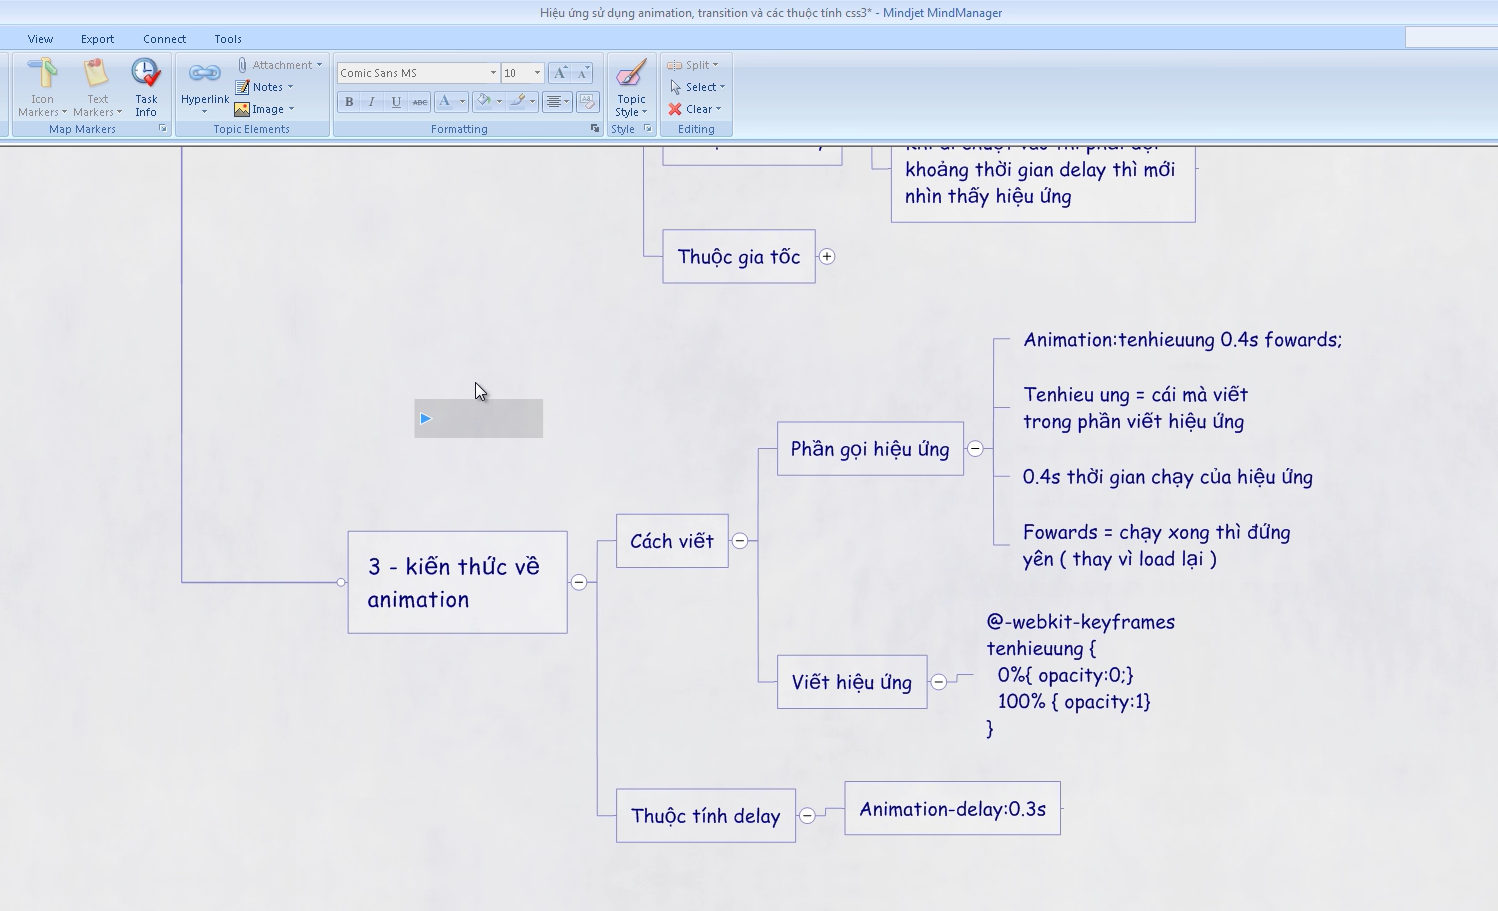 Hiệu ứng sử dụng animation, transition và các thuộc tính css3* - Mindjet MindManager
View Export Connect Tools
Icon Markers
Text Markers
Task Info
Map Markers
Hyperlink
Attachment
Notes
Image
Topic Elements
Comic Sans MS 10
B I U ABC A
Formatting
Topic Style
Style
Split
Select
Clear
Editing
khoảng thời gian delay thì mới
nhìn thấy hiệu ứng
Thuộc gia tốc
3 - kiến thức về
animation
Cách viết
Phần gọi hiệu ứng
Animation:tenhieuung 0.4s fowards;
Tenhieu ung = cái mà viết
trong phần viết hiệu ứng
0.4s thời gian chạy của hiệu ứng
Fowards = chạy xong thì đứng
yên ( thay vì load lại )
Viết hiệu ứng
@-webkit-keyframes
tenhieuung {
0%{ opacity:0;}
100% { opacity:1}
}
Thuộc tính delay
Animation-delay:0.3s